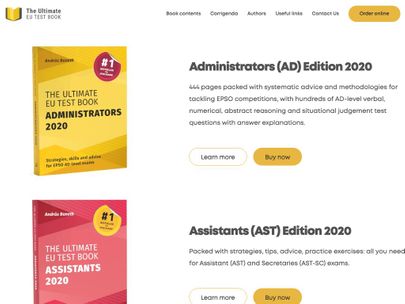 The Ultimate
EU TEST BOOK
Book contents
Corrigenda
Authors
Useful links
Contact Us
Order online
András Baneth
#1
THE ULTIMATE
EU TEST BOOK
ADMINISTRATORS
2020
Strategies, skills and advice
for EPSO AD-level exams
Administrators (AD) Edition 2020
444 pages packed with systematic advice and methodologies for
tackling EPSO competitions, with hundreds of AD-level verbal,
numerical, abstract reasoning and situational judgement test
questions with answer explanations.
Learn more
Buy now
András Baneth
#1
THE ULTIMATE
EU TEST BOOK
ASSISTANTS
2020
Assistants (AST) Edition 2020
Packed with strategies, tips, advice, practice exercises: all you need
for Assistant (AST) and Secretaries (AST-SC) exams.
Learn more
Buy now